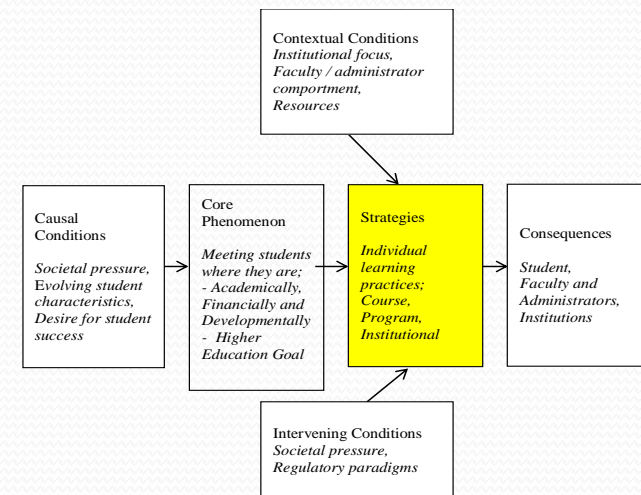 Contextual Conditions
Institutional focus,
Faculty / administrator
comportment,
Resources
Causal
Conditions
Societal pressure,
Evolving student
characteristics,
Desire for student
success
Core
Phenomenon
Meeting students
where they are;
- Academically,
Financially and
Developmentally
- Higher
Education Goal
Strategies
Individual
learning
practices;
Course,
Program,
Institutional
Consequences
Student,
Faculty and
Administrators,
Institutions
Intervening Conditions
Societal pressure,
Regulatory paradigms